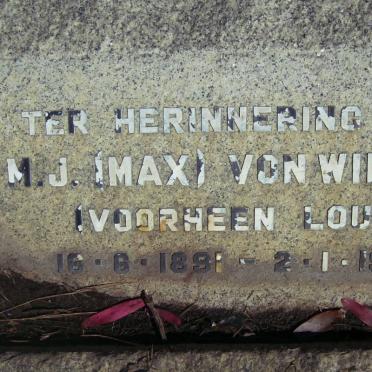 TER HERINNERING
M.J. (MAX) VON WI
(VOORHEEN LOU
16·6·1891 - 2·1·1